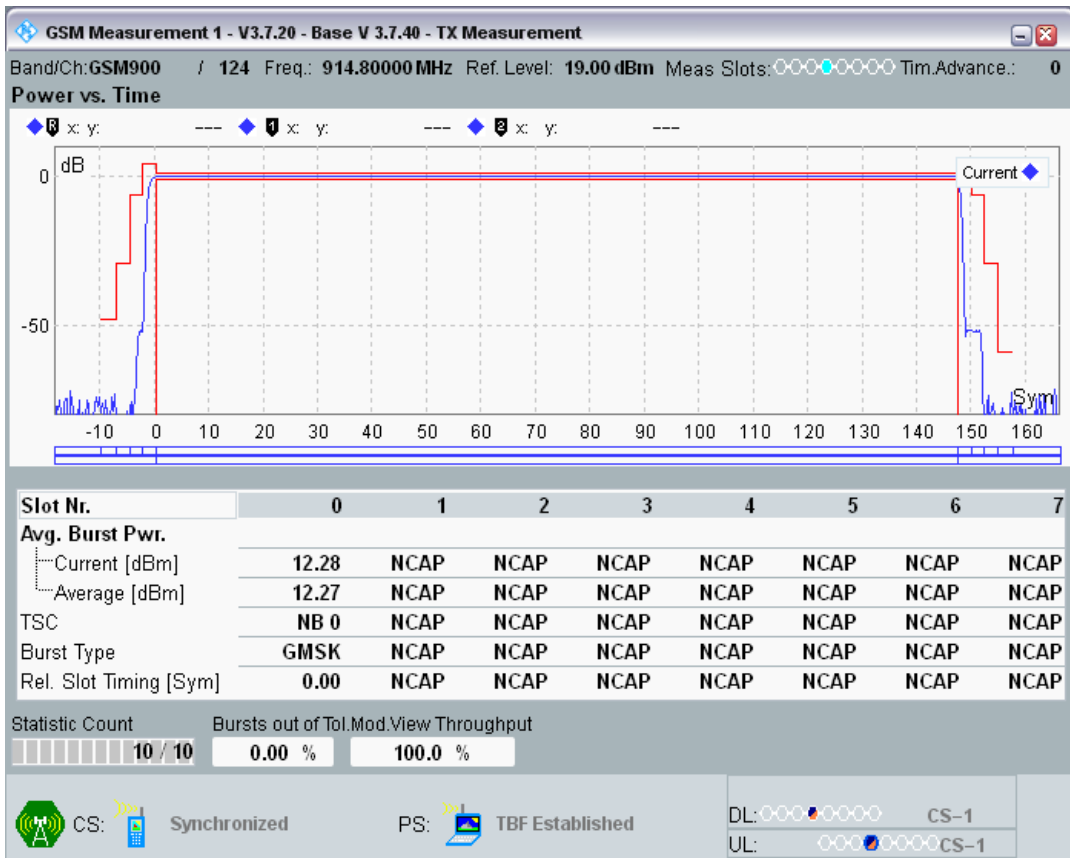 GSM Measurement 1 - V3.7.20 - Base V 3.7.40 - TX Measurement
Band/Ch:GSM900 / 124 Freq.: 914.80000 MHz Ref. Level: 19.00 dBm Meas Slots: Tim.Advance.: 0
Power vs. Time
R x: y: --- 1 x: y: --- 2 x: y: ---
dB
Current
0
-50
Sym
-10 0 10 20 30 40 50 60 70 80 90 100 110 120 130 140 150 160
Slot Nr. 0 1 2 3 4 5 6 7
Avg. Burst Pwr.
Current [dBm] 12.28 NCAP NCAP NCAP NCAP NCAP NCAP NCAP
Average [dBm] 12.27 NCAP NCAP NCAP NCAP NCAP NCAP NCAP
TSC NB 0 NCAP NCAP NCAP NCAP NCAP NCAP NCAP
Burst Type GMSK NCAP NCAP NCAP NCAP NCAP NCAP NCAP
Rel. Slot Timing [Sym] 0.00 NCAP NCAP NCAP NCAP NCAP NCAP NCAP
Statistic Count Bursts out of Tol.Mod.View Throughput
10 / 10 0.00 % 100.0 %
CS: Synchronized PS: TBF Established
DL: CS-1
UL: CS-1